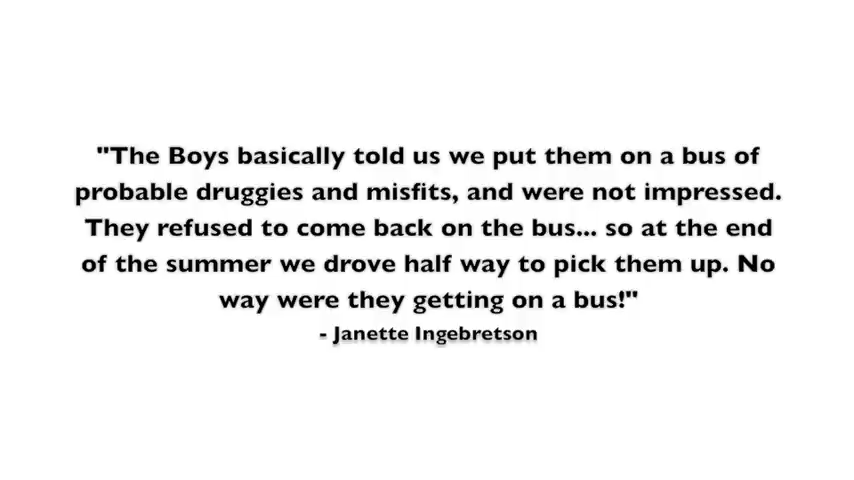 "The Boys basically told us we put them on a bus of
probable druggies and misfits, and were not impressed.
They refused to come back on the bus... so at the end
of the summer we drove half way to pick them up. No
way were they getting on a bus!"
- Janette Ingebretson